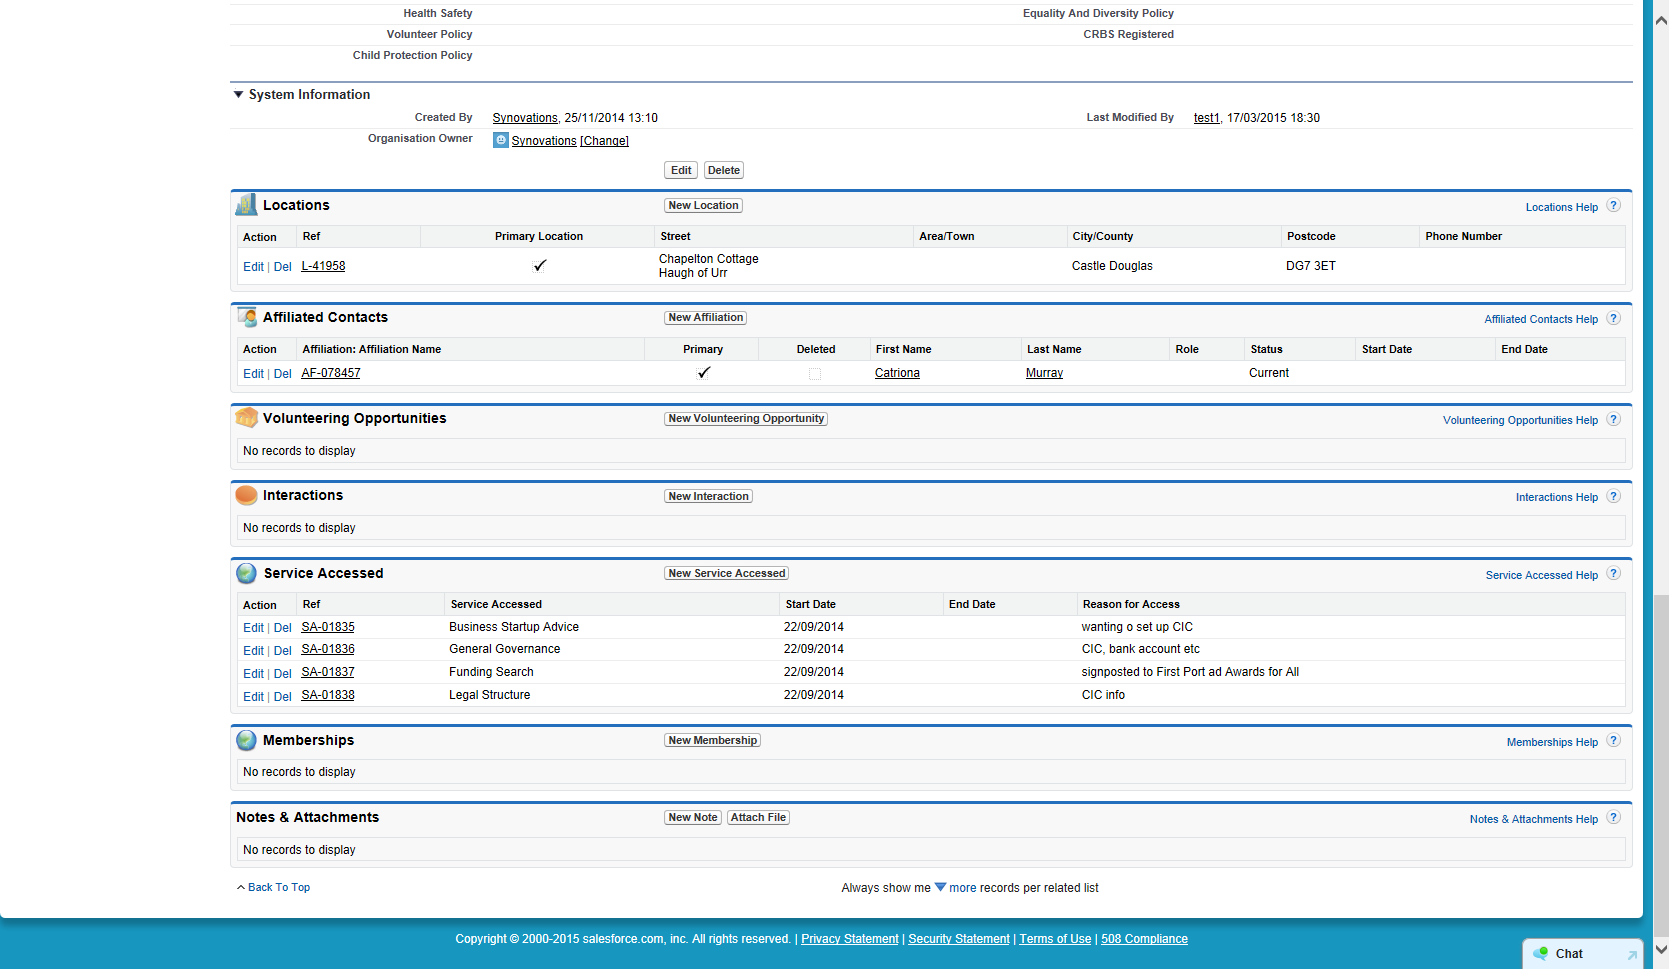 Health Safety Equality And Diversity Policy
Volunteer Policy CRBS Registered
Child Protection Policy
System Information
Created By Synovations, 25/11/2014 13:10 Last Modified By test1, 17/03/2015 18:30
Organisation Owner Synovations [Change]
Edit Delete
Locations New Location Locations Help ?
Action Ref Primary Location Street Area/Town City/County Postcode Phone Number
Edit | Del L-41958 Chapelton Cottage Castle Douglas DG7 3ET
Haugh of Urr
Affiliated Contacts New Affiliation Affiliated Contacts Help ?
Action Affiliation: Affiliation Name Primary Deleted First Name Last Name Role Status Start Date End Date
Edit | Del AF-078457 Catriona Murray Current
Volunteering Opportunities New Volunteering Opportunity Volunteering Opportunities Help ?
No records to display
Interactions New Interaction Interactions Help ?
No records to display
Service Accessed New Service Accessed Service Accessed Help ?
Action Ref Service Accessed Start Date End Date Reason for Access
Edit | Del SA-01835 Business Startup Advice 22/09/2014 wanting o set up CIC
Edit | Del SA-01836 General Governance 22/09/2014 CIC, bank account etc
Edit | Del SA-01837 Funding Search 22/09/2014 signposted to First Port ad Awards for All
Edit | Del SA-01838 Legal Structure 22/09/2014 CIC info
Memberships New Membership Memberships Help ?
No records to display
Notes & Attachments New Note Attach File Notes & Attachments Help ?
No records to display
Back To Top Always show me more records per related list
Copyright © 2000-2015 salesforce.com, inc. All rights reserved. | Privacy Statement | Security Statement | Terms of Use | 508 Compliance
Chat